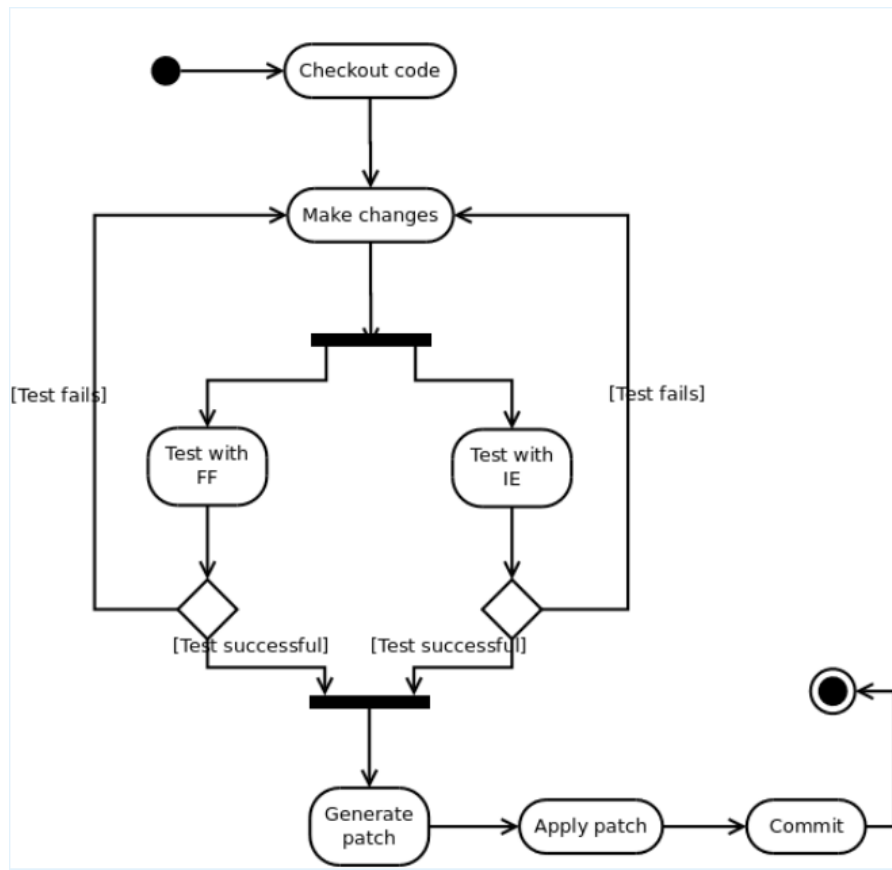 Checkout code
Make changes
[Test fails]
[Test fails]
Test with
FF
Test with
IE
[Test successful]
[Test successful]
Generate
patch
Apply patch
Commit